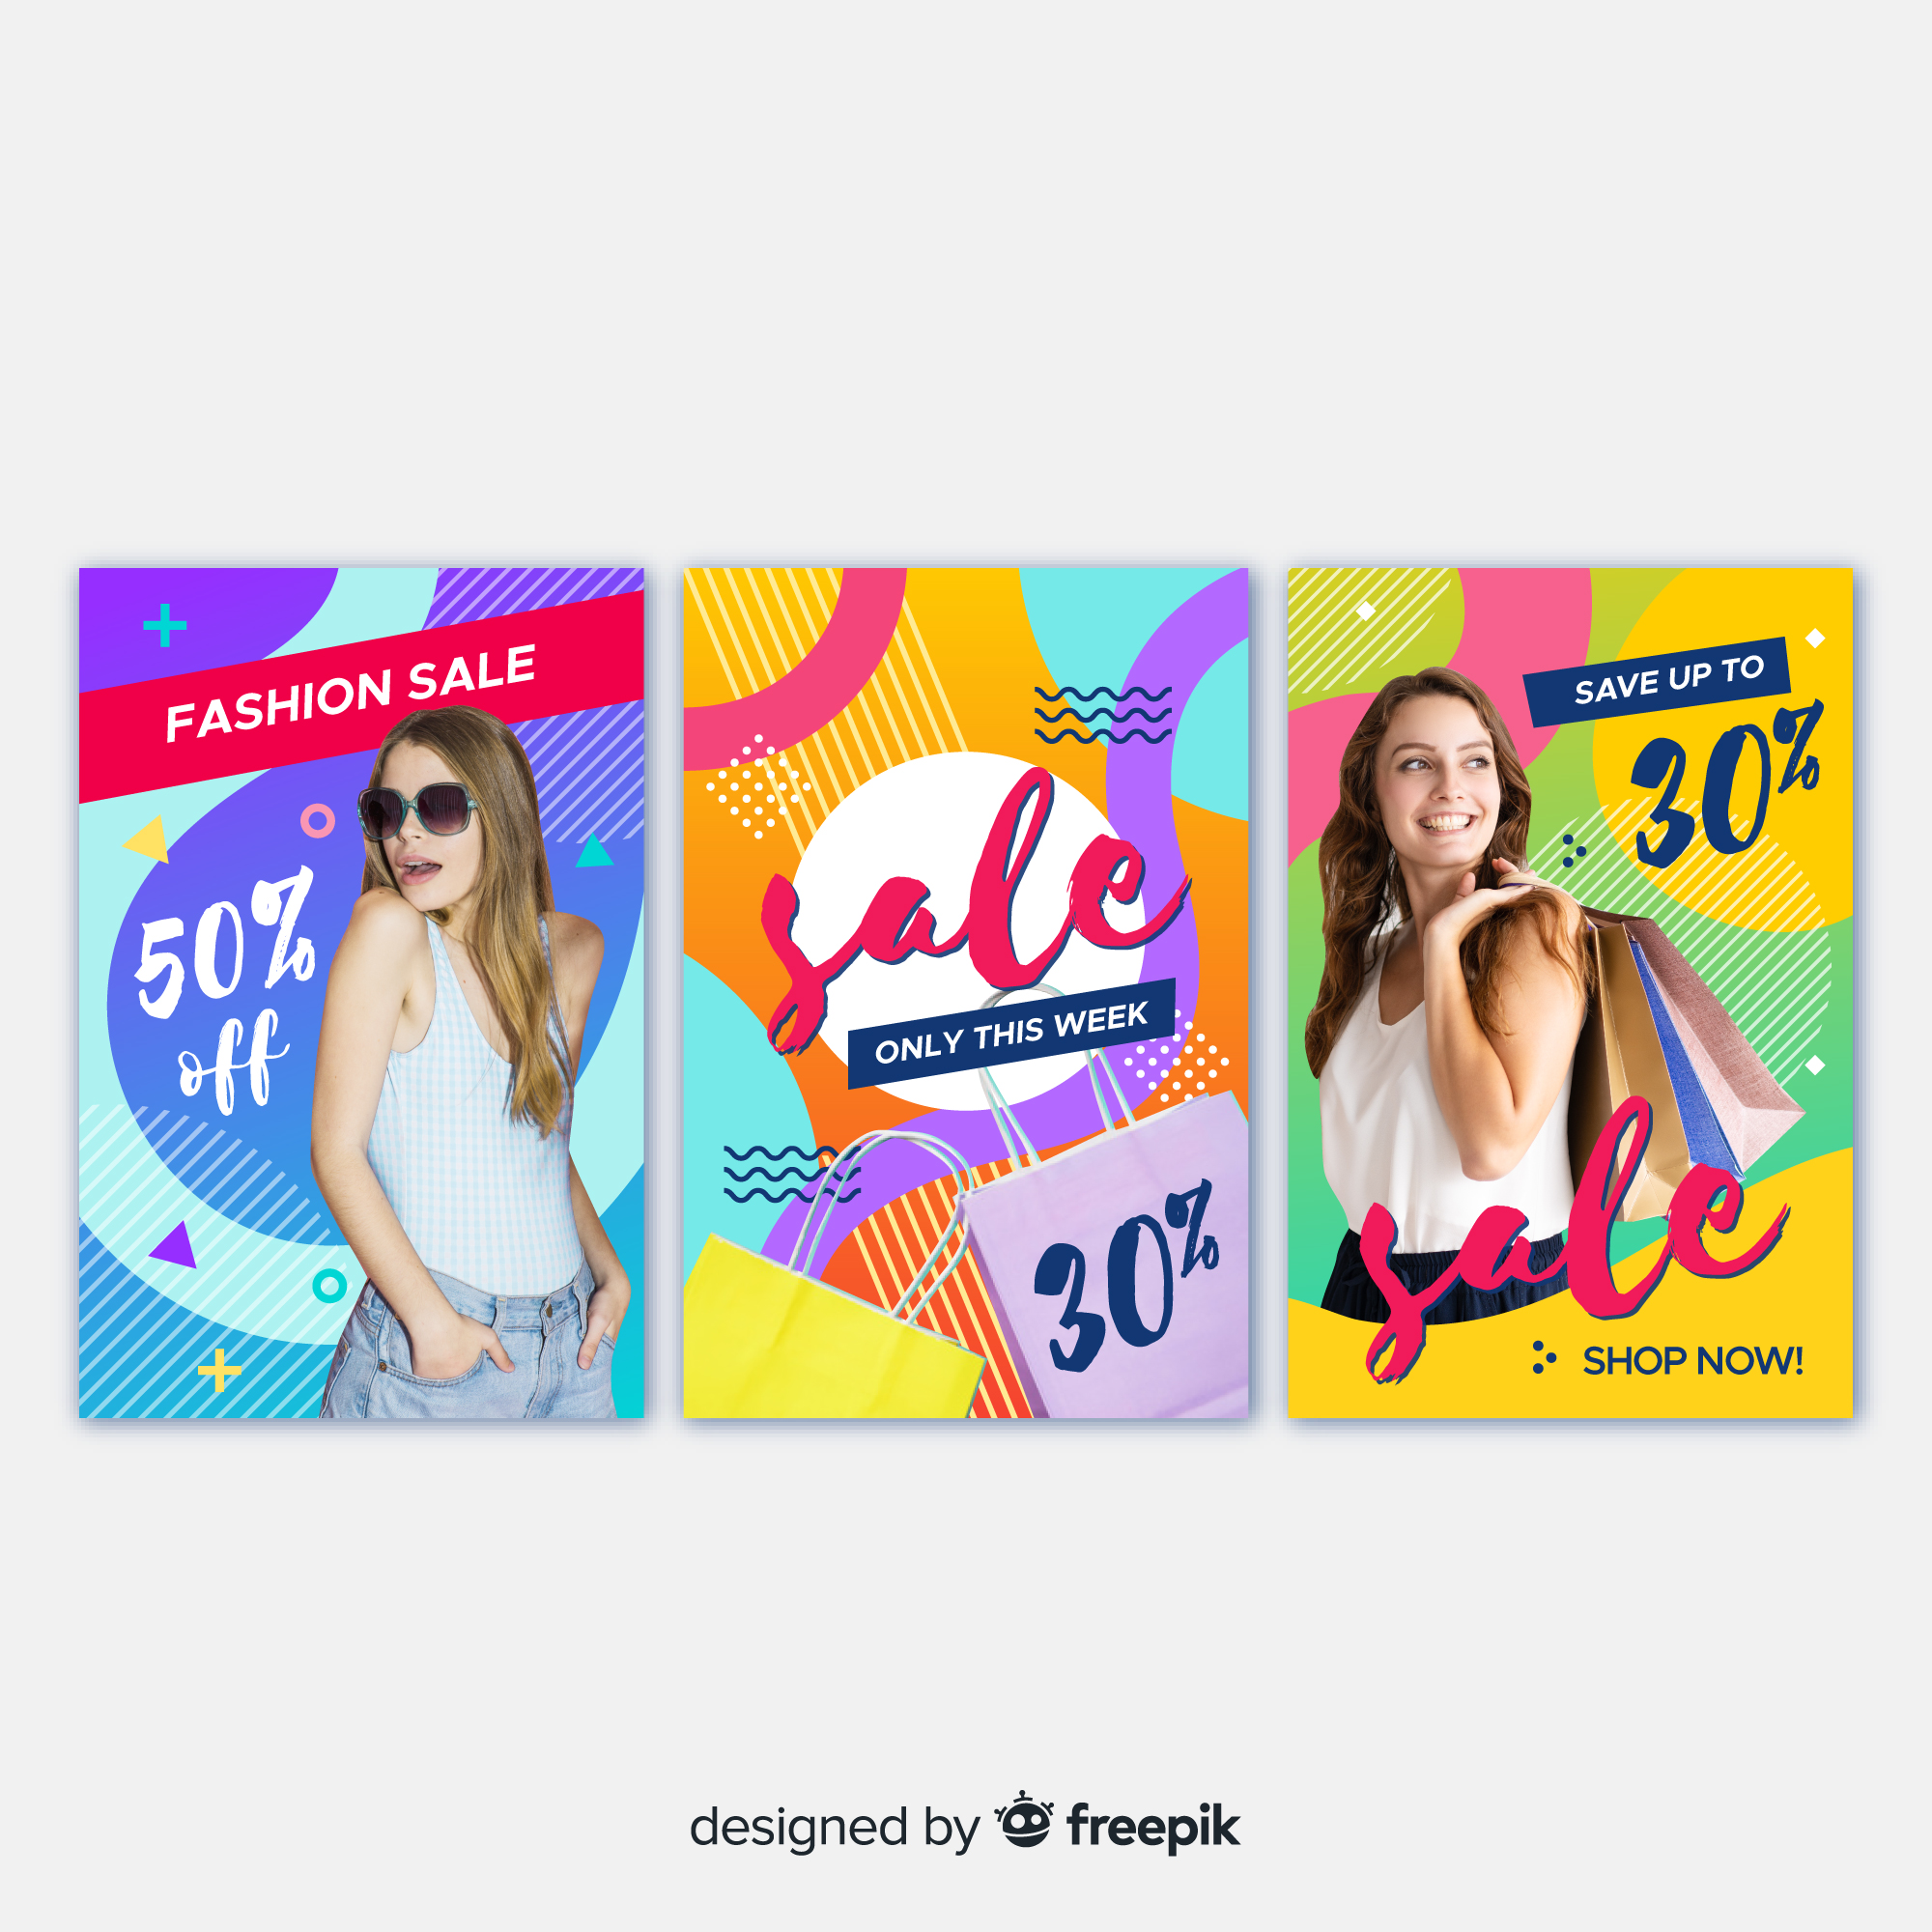 FASHION SALE
50%
off
sale
ONLY THIS WEEK
30%
SAVE UP TO
30%
sale
SHOP NOW!
designed by freepik